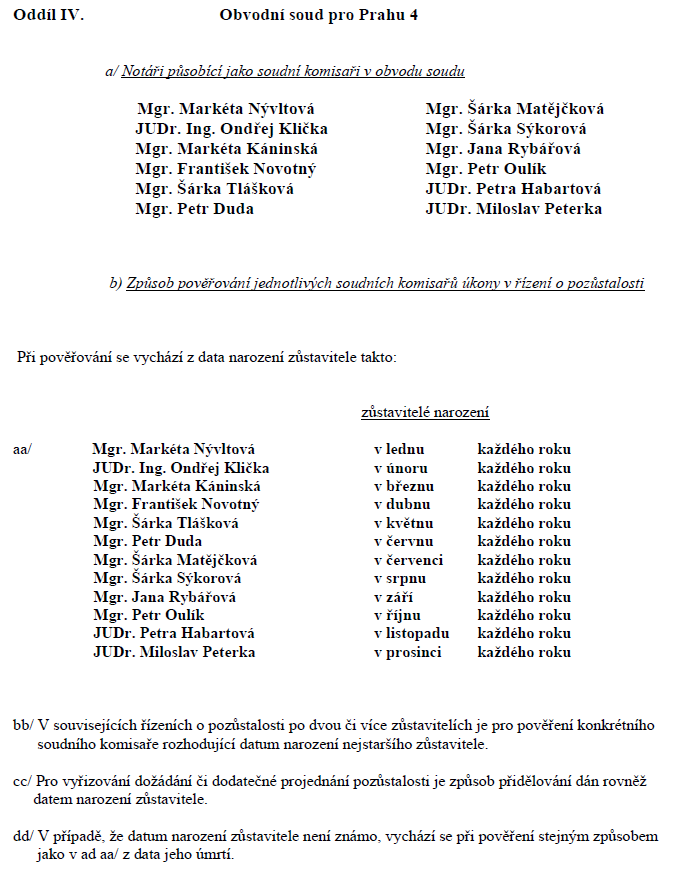 Oddíl IV. Obvodní soud pro Prahu 4
a/ Notáři působící jako soudní komisaři v obvodu soudu
Mgr. Markéta Nývltová Mgr. Šárka Matějčková
JUDr. Ing. Ondřej Klička Mgr. Šárka Sýkorová
Mgr. Markéta Káninská Mgr. Jana Rybářová
Mgr. František Novotný Mgr. Petr Oulík
Mgr. Šárka Tlášková JUDr. Petra Habartová
Mgr. Petr Duda JUDr. Miloslav Peterka
b) Způsob pověřování jednotlivých soudních komisařů úkony v řízení o pozůstalosti
Při pověřování se vychází z data narození zůstavitele takto:
zůstavitelé narození
aa/ Mgr. Markéta Nývltová v lednu každého roku
JUDr. Ing. Ondřej Klička v únoru každého roku
Mgr. Markéta Káninská v březnu každého roku
Mgr. František Novotný v dubnu každého roku
Mgr. Šárka Tlášková v květnu každého roku
Mgr. Petr Duda v červnu každého roku
Mgr. Šárka Matějčková v červenci každého roku
Mgr. Šárka Sýkorová v srpnu každého roku
Mgr. Jana Rybářová v září každého roku
Mgr. Petr Oulík v říjnu každého roku
JUDr. Petra Habartová v listopadu každého roku
JUDr. Miloslav Peterka v prosinci každého roku
bb/ V souvisejících řízeních o pozůstalosti po dvou či více zůstavitelích je pro pověření konkrétního
soudního komisaře rozhodující datum narození nejstaršího zůstavitele.
cc/ Pro vyřizování dožádání či dodatečné projednání pozůstalosti je způsob přidělování dán rovněž
datem narození zůstavitele.
dd/ V případě, že datum narození zůstavitele není známo, vychází se při pověření stejným způsobem
jako v ad aa/ z data jeho úmrtí.